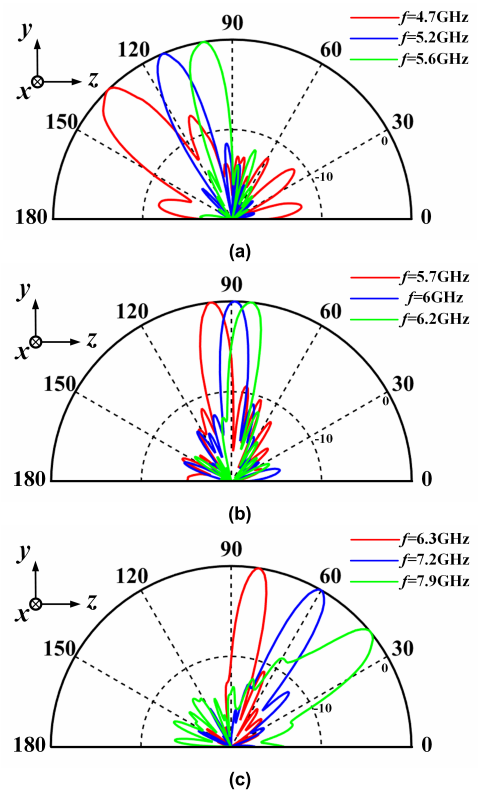 90
f=4.7GHz
f=5.2GHz
f=5.6GHz
y
x
z
120
60
150
30
0
-10
180
0
(a)
90
f=5.7GHz
f=6GHz
f=6.2GHz
y
x
z
120
60
150
30
0
-10
180
0
(b)
90
f=6.3GHz
f=7.2GHz
f=7.9GHz
y
x
z
120
60
150
30
0
-10
180
0
(c)